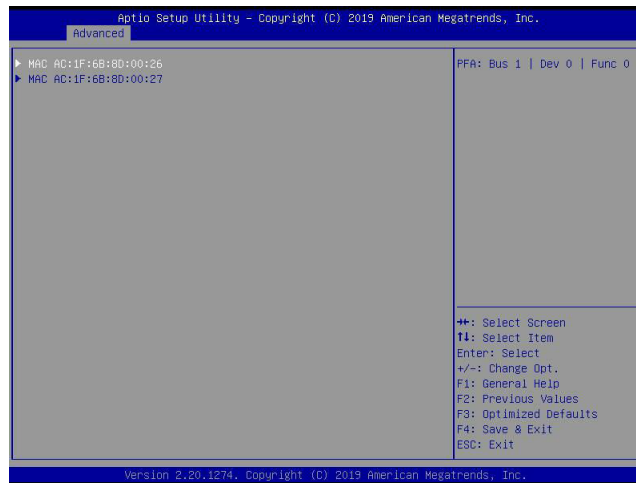 Aptio Setup Utility – Copyright (C) 2019 American Megatrends, Inc.
Advanced
▶ MAC AC:1F:6B:8D:00:26
▶ MAC AC:1F:6B:8D:00:27
PFA: Bus 1 | Dev 0 | Func 0
→←: Select Screen
↑↓: Select Item
Enter: Select
+/-: Change Opt.
F1: General Help
F2: Previous Values
F3: Optimized Defaults
F4: Save & Exit
ESC: Exit
Version 2.20.1274. Copyright (C) 2019 American Megatrends, Inc.